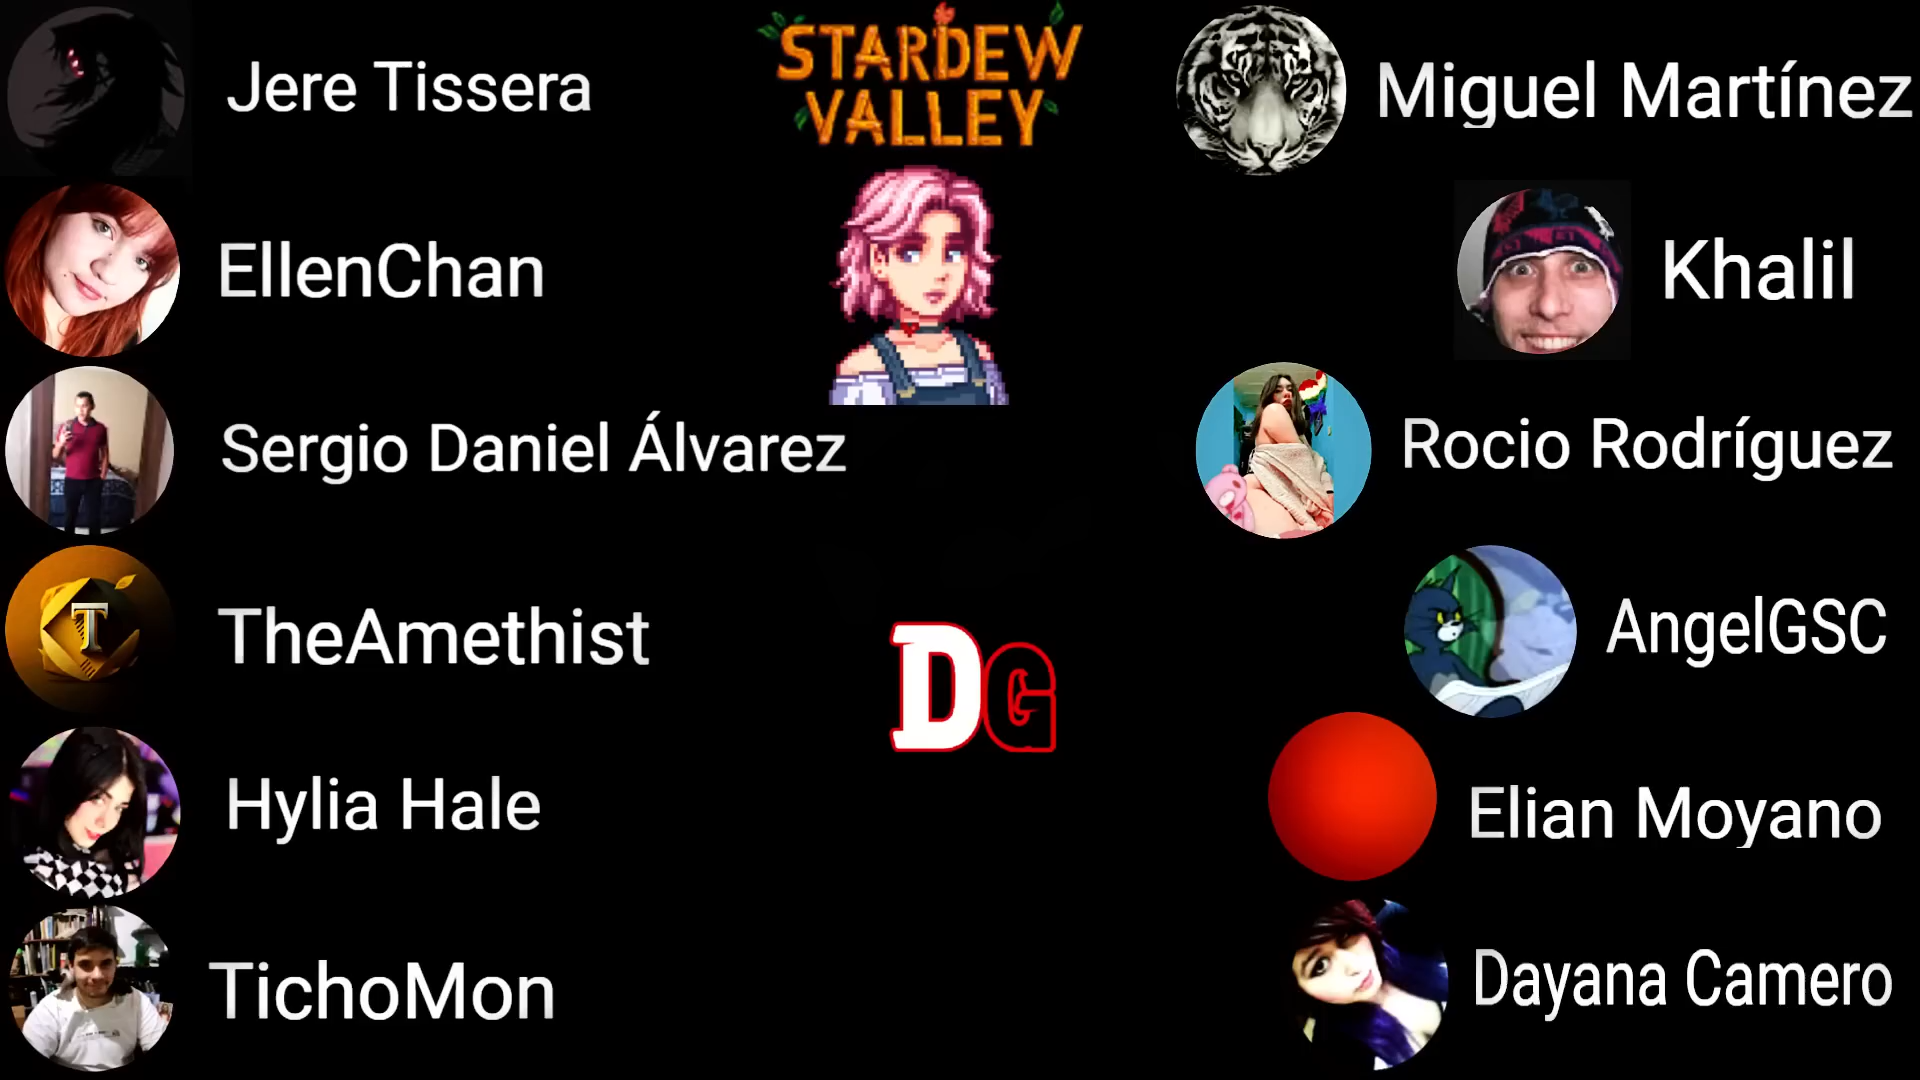 Jere Tissera
EllenChan
Sergio Daniel Álvarez
TheAmethist
T
Hylia Hale
TichoMon
STARDEW
VALLEY
DG
Miguel Martínez
Khalil
Rocio Rodríguez
AngelGSC
Elian Moyano
Dayana Camero